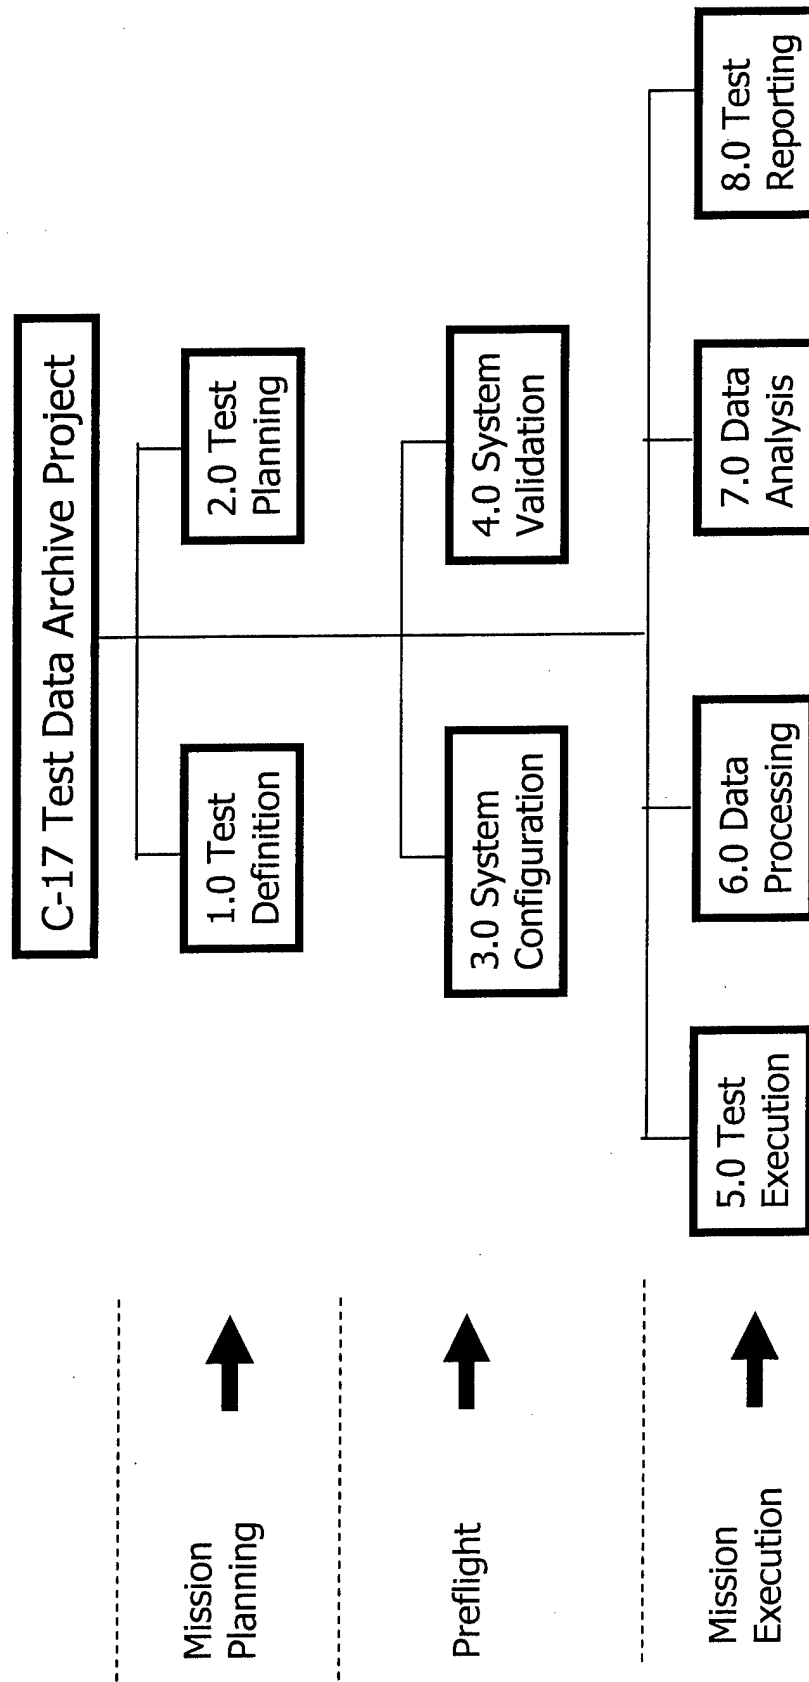 C-17 Test Data Archive Project
Mission
Planning
1.0 Test
Definition
2.0 Test
Planning
Preflight
3.0 System
Configuration
4.0 System
Validation
Mission
Execution
5.0 Test
Execution
6.0 Data
Processing
7.0 Data
Analysis
8.0 Test
Reporting